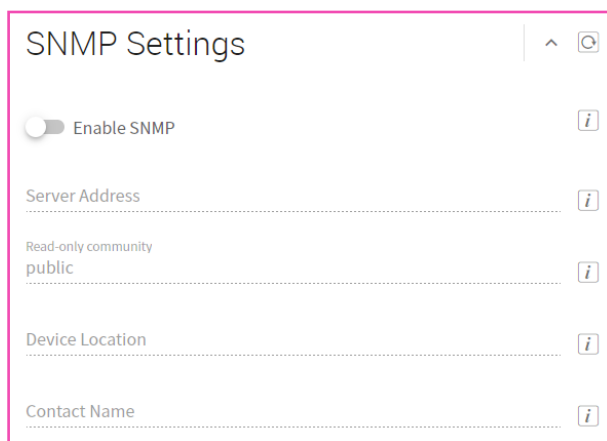 SNMP Settings
Enable SNMP
Server Address
Read-only community
public
Device Location
Contact Name